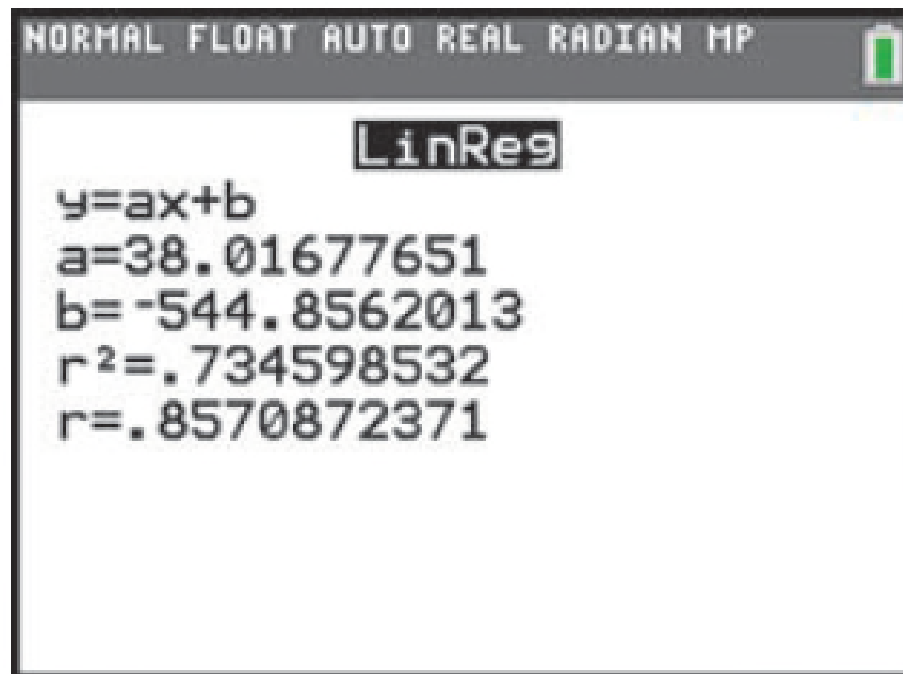 NORMAL FLOAT AUTO REAL RADIAN MP
LinReg
y=ax+b
a=38.01677651
b=-544.8562013
r²=.734598532
r=.8570872371